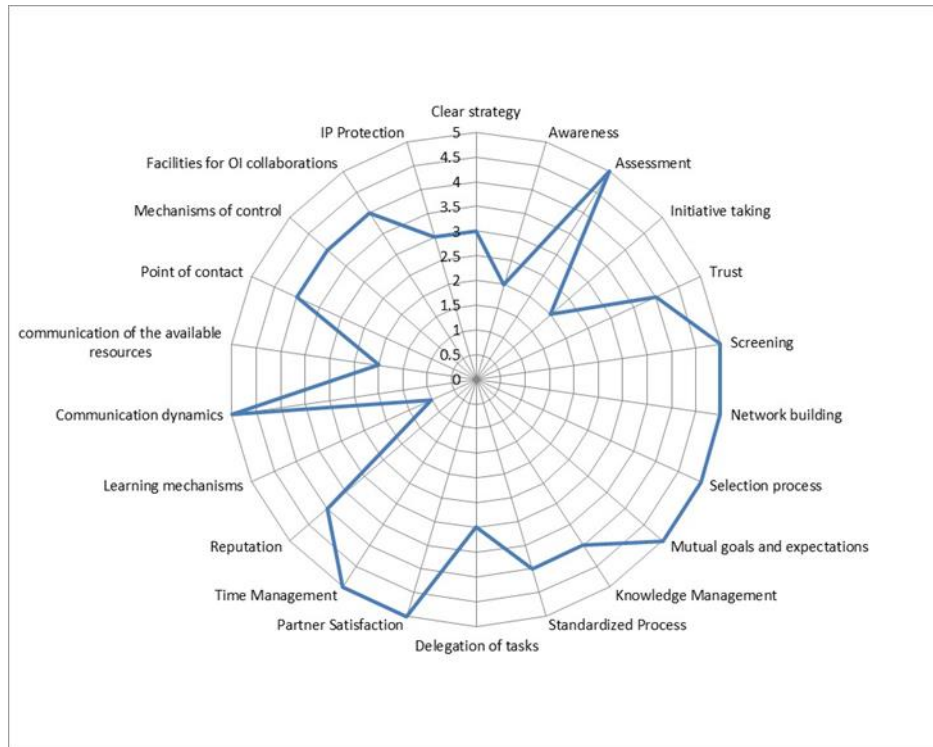 Clear strategy
Awareness
Assessment
Initiative taking
Trust
Screening
Network building
Selection process
Mutual goals and expectations
Knowledge Management
Standardized Process
Delegation of tasks
Partner Satisfaction
Time Management
Reputation
Learning mechanisms
Communication dynamics
communication of the available
resources
Point of contact
Mechanisms of control
Facilities for OI collaborations
IP Protection
5
4.5
4
3.5
3
2.5
2
1.5
1
0.5
0